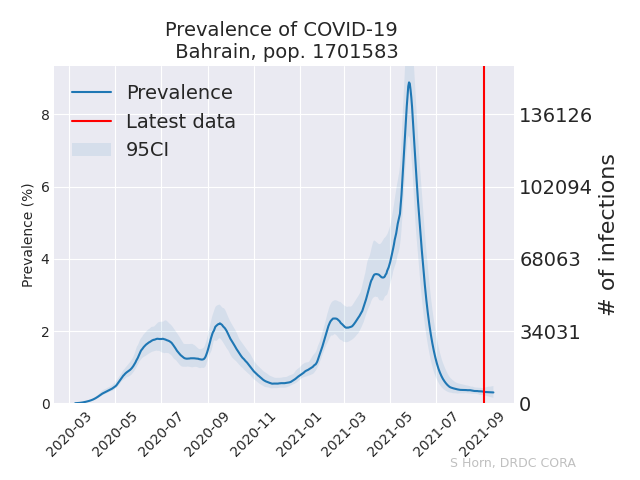 Prevalence of COVID-19
Bahrain, pop. 1701583
Prevalence
Latest data
95CI
Prevalence (%)
8
6
4
2
0
136126
102094
68063
34031
0
# of infections
2020-03
2020-05
2020-07
2020-09
2020-11
2021-01
2021-03
2021-05
2021-07
2021-09
S Horn, DRDC CORA